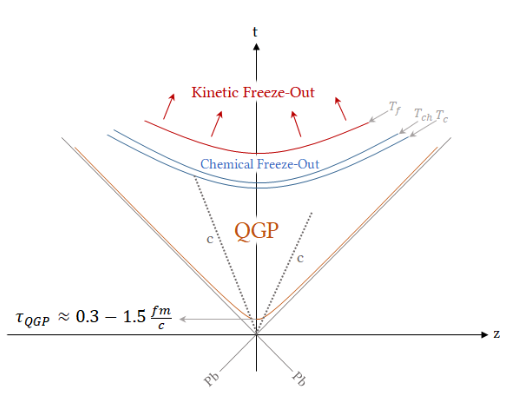 t
Kinetic Freeze-Out
T_f
T_ch T_c
Chemical Freeze-Out
QGP
c
c
τ_QGP ≈ 0.3 − 1.5 fm/c
z
Pb
Pb